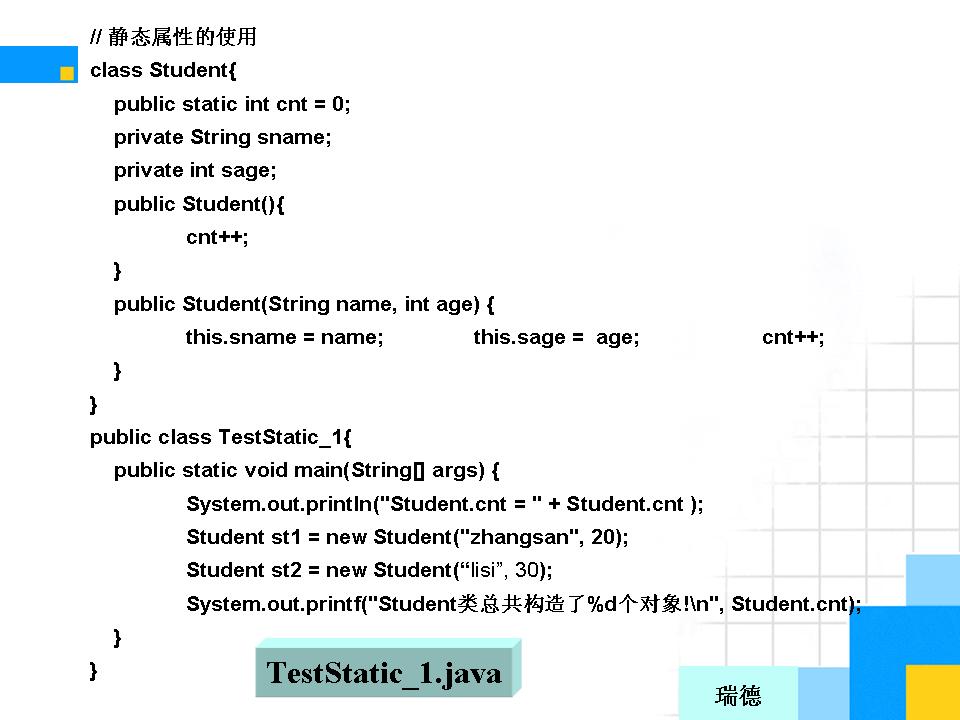 // 静态属性的使用
class Student{
public static int cnt = 0;
private String sname;
private int sage;
public Student(){
cnt++;
}
public Student(String name, int age) {
this.sname = name; this.sage = age; cnt++;
}
}
public class TestStatic_1{
public static void main(String[] args) {
System.out.println("Student.cnt = " + Student.cnt );
Student st1 = new Student("zhangsan", 20);
Student st2 = new Student(“lisi”, 30);
System.out.printf("Student类总共构造了%d个对象!\n", Student.cnt);
}
}
TestStatic_1.java
瑞德